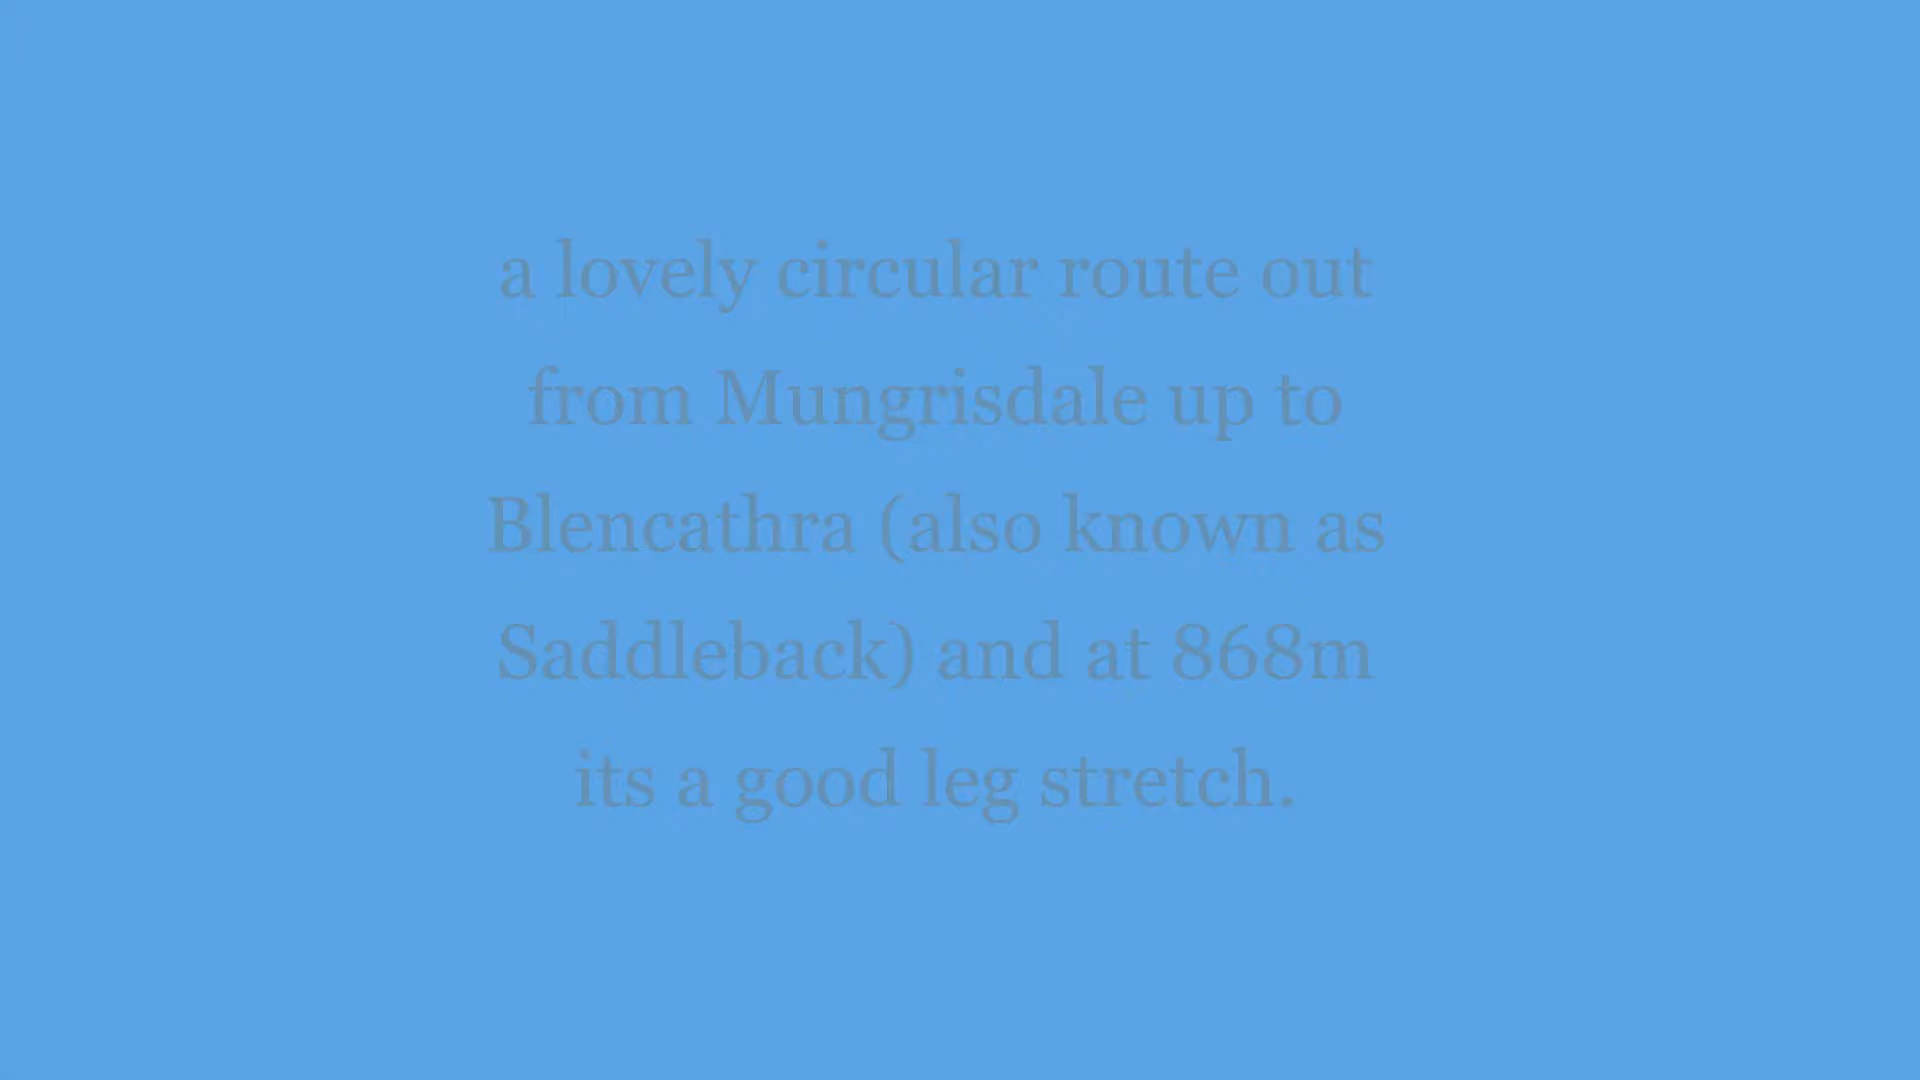 a lovely circular route out
from Mungrisdale up to
Blencathra (also known as
Saddleback) and at 868m
its a good leg stretch.